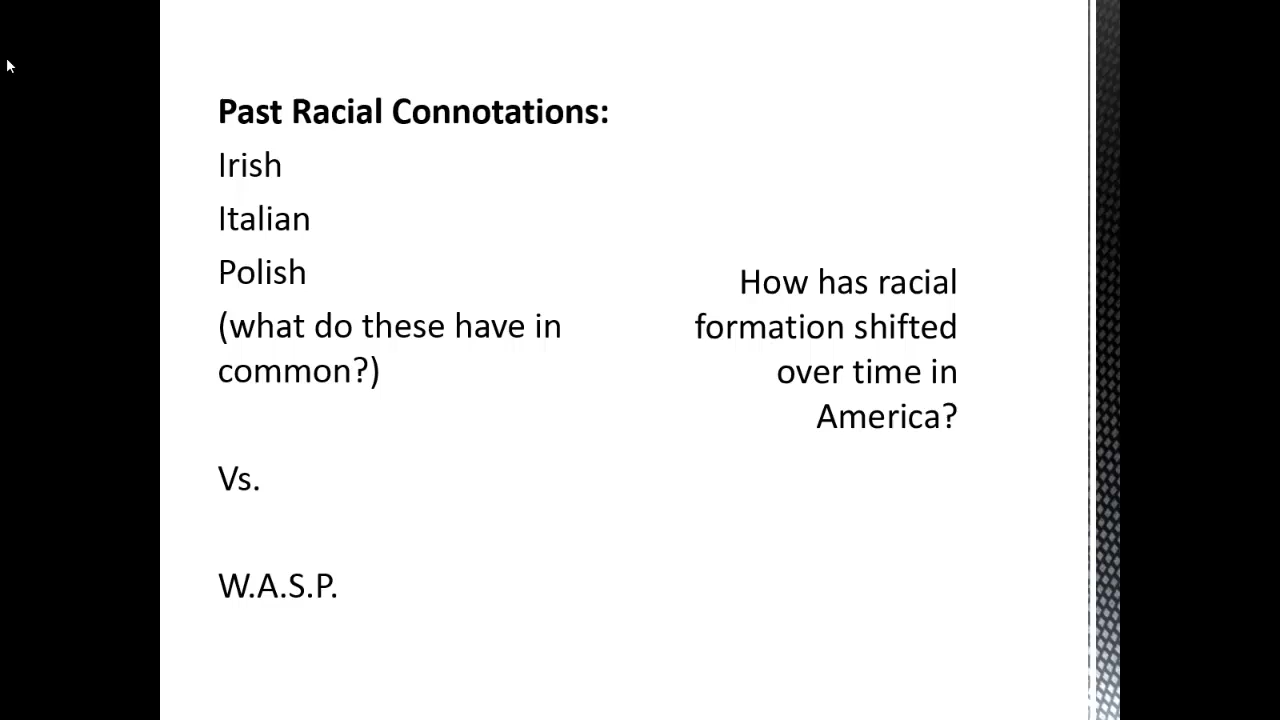 Past Racial Connotations:
Irish
Italian
Polish
(what do these have in
common?)
Vs.
W.A.S.P.
How has racial
formation shifted
over time in
America?